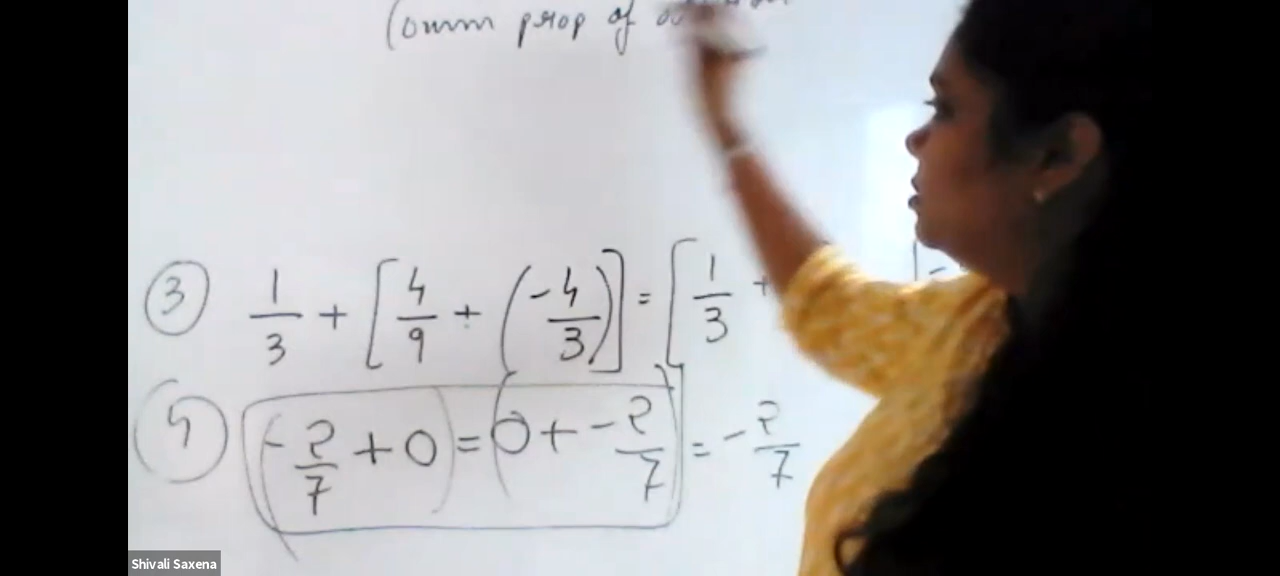 (comm prop of
③ 1/3 + [4/9 + (-4/3)] = [1/3 +
④ -2/7 + 0 = 0 + -2/7 = -2/7
Shivali Saxena